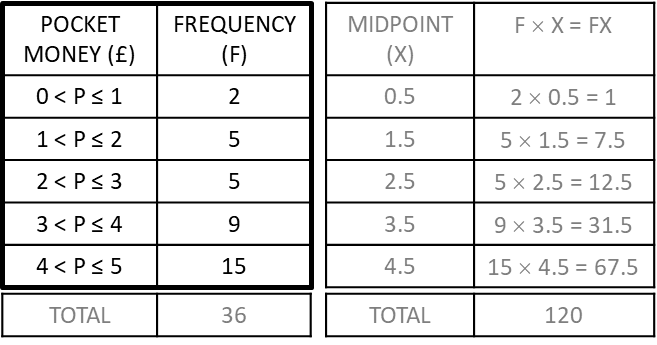 POCKET MONEY (£) FREQUENCY (F) MIDPOINT (X) F × X = FX
0 < P ≤ 1 2 0.5 2 × 0.5 = 1
1 < P ≤ 2 5 1.5 5 × 1.5 = 7.5
2 < P ≤ 3 5 2.5 5 × 2.5 = 12.5
3 < P ≤ 4 9 3.5 9 × 3.5 = 31.5
4 < P ≤ 5 15 4.5 15 × 4.5 = 67.5
TOTAL 36 TOTAL 120